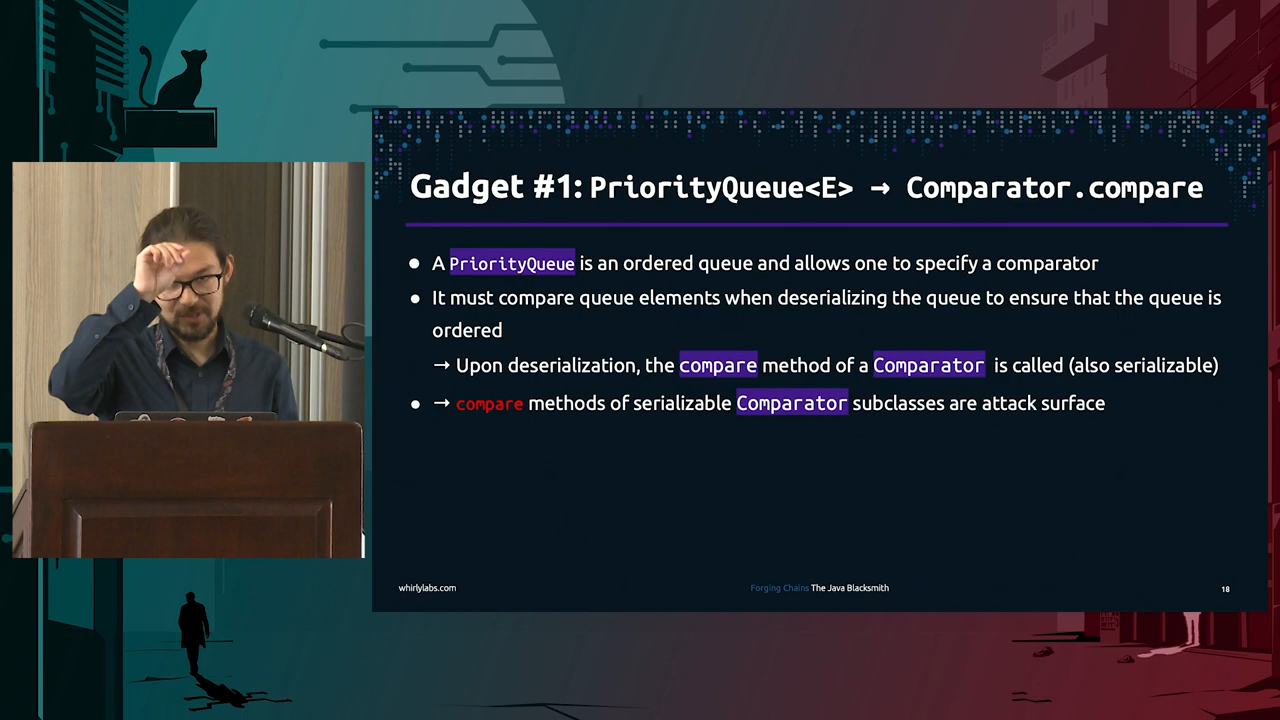 Gadget #1: PriorityQueue<E> → Comparator.compare
● A PriorityQueue is an ordered queue and allows one to specify a comparator
● It must compare queue elements when deserializing the queue to ensure that the queue is
ordered
→ Upon deserialization, the compare method of a Comparator is called (also serializable)
● → compare methods of serializable Comparator subclasses are attack surface
whirlylabs.com
Forging Chains The Java Blacksmith
18